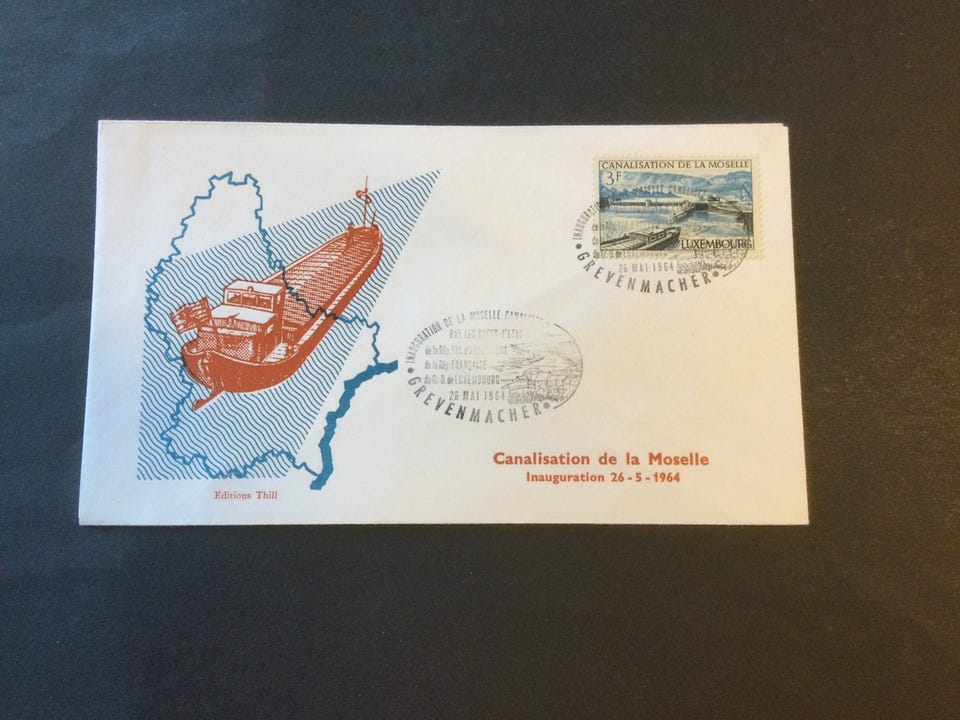 CANALISATION DE LA MOSELLE
3F
LUXEMBOURG
26 MAI 1964
GREVENMACHER
INAUGURATION DE LA MOSELLE
PAR LES CHEFS D'ETAT
de la Rép.
de la Rép. FRANÇAISE
du Gr.-D. de LUXEMBOURG
26 MAI 1964
GREVENMACHER
Canalisation de la Moselle
Inauguration 26-5-1964
Editions Thill